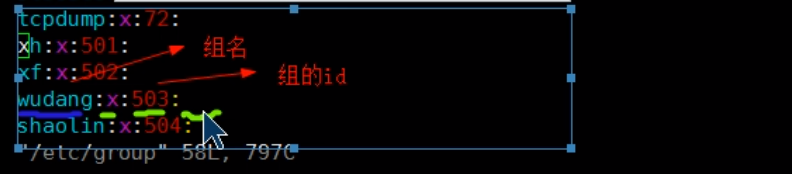 tcpdump:x:72:
xh:x:501: 组名
xf:x:502: 组的id
wudang:x:503:
shaolin:x:504:
"/etc/group" 58L, 797C